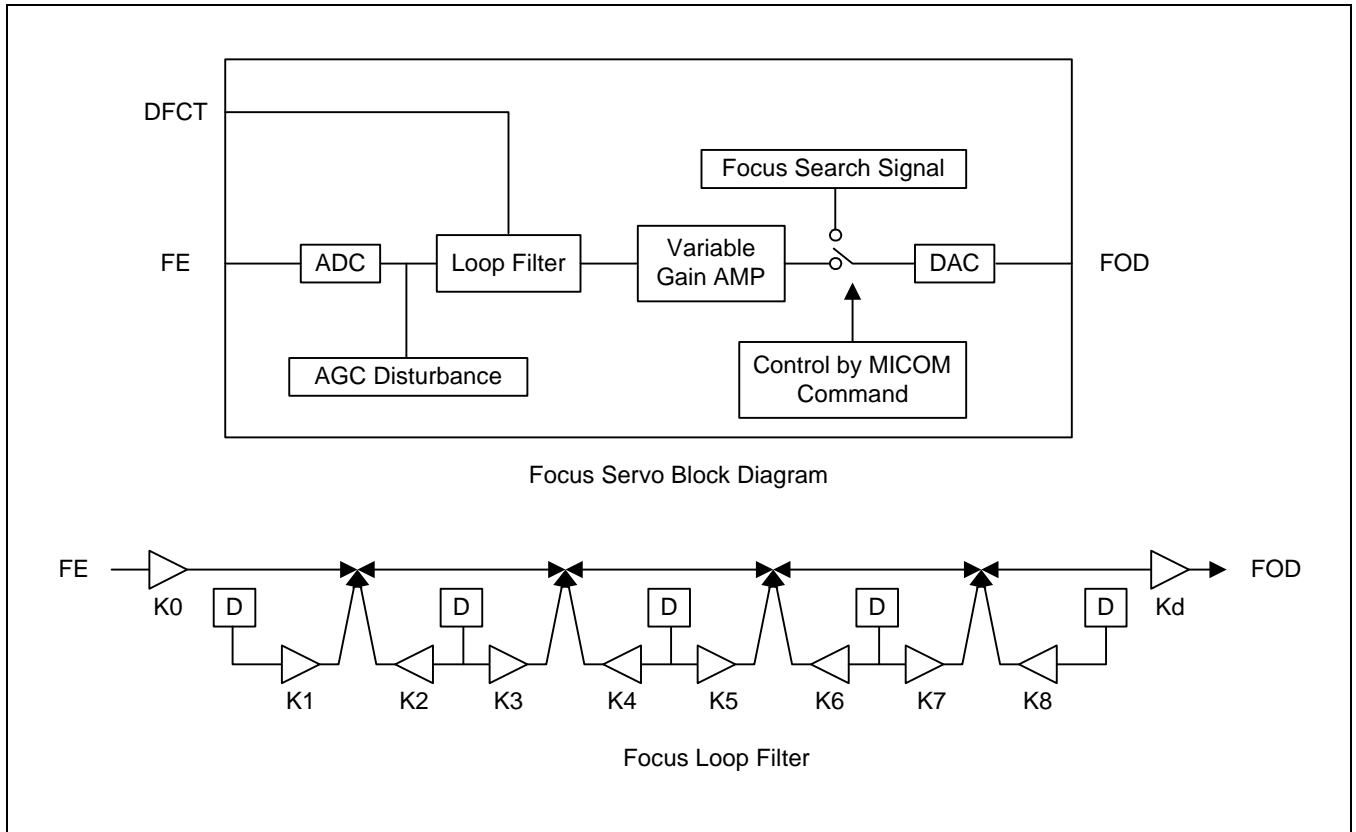 DFCT
Focus Search Signal
FE
ADC
Loop Filter
Variable
Gain AMP
DAC
FOD
AGC Disturbance
Control by MICOM
Command
Focus Servo Block Diagram
FE
K0
D
D
D
D
D
Kd
FOD
K1
K2
K3
K4
K5
K6
K7
K8
Focus Loop Filter